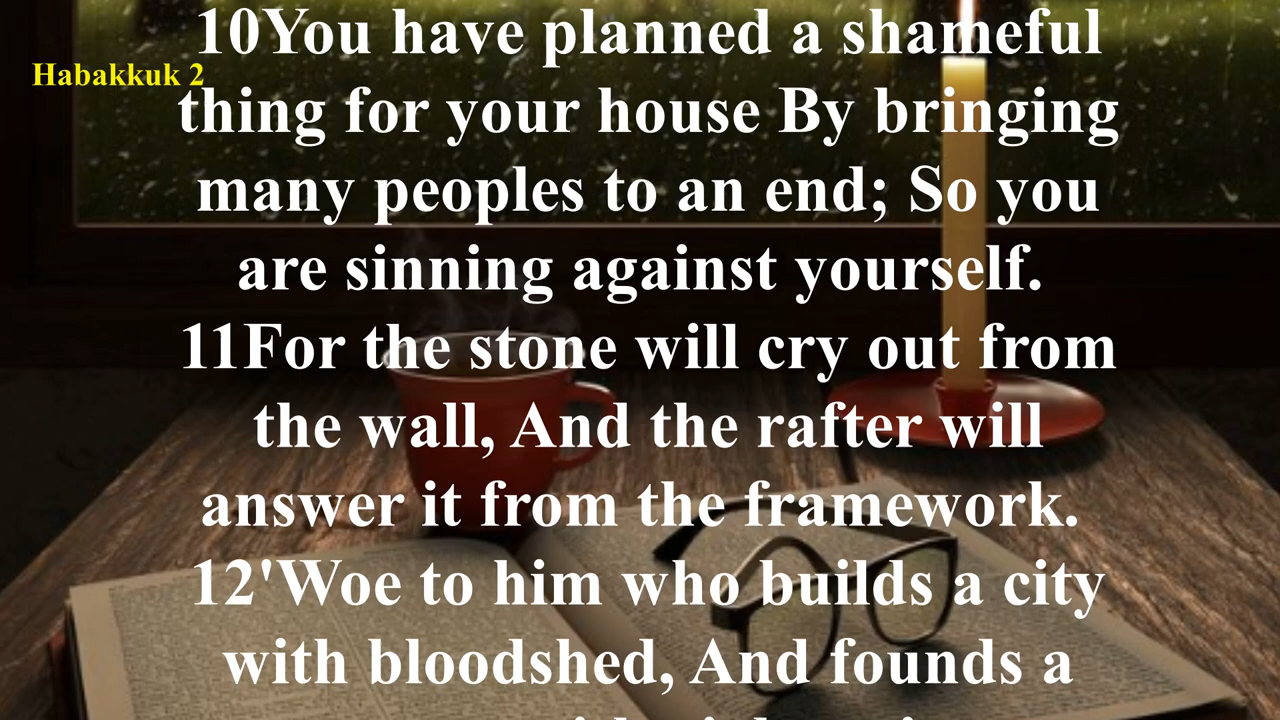 10You have planned a shameful
Habakkuk 2
thing for your house By bringing
many peoples to an end; So you
are sinning against yourself.
11For the stone will cry out from
the wall, And the rafter will
answer it from the framework.
12'Woe to him who builds a city
with bloodshed, And founds a